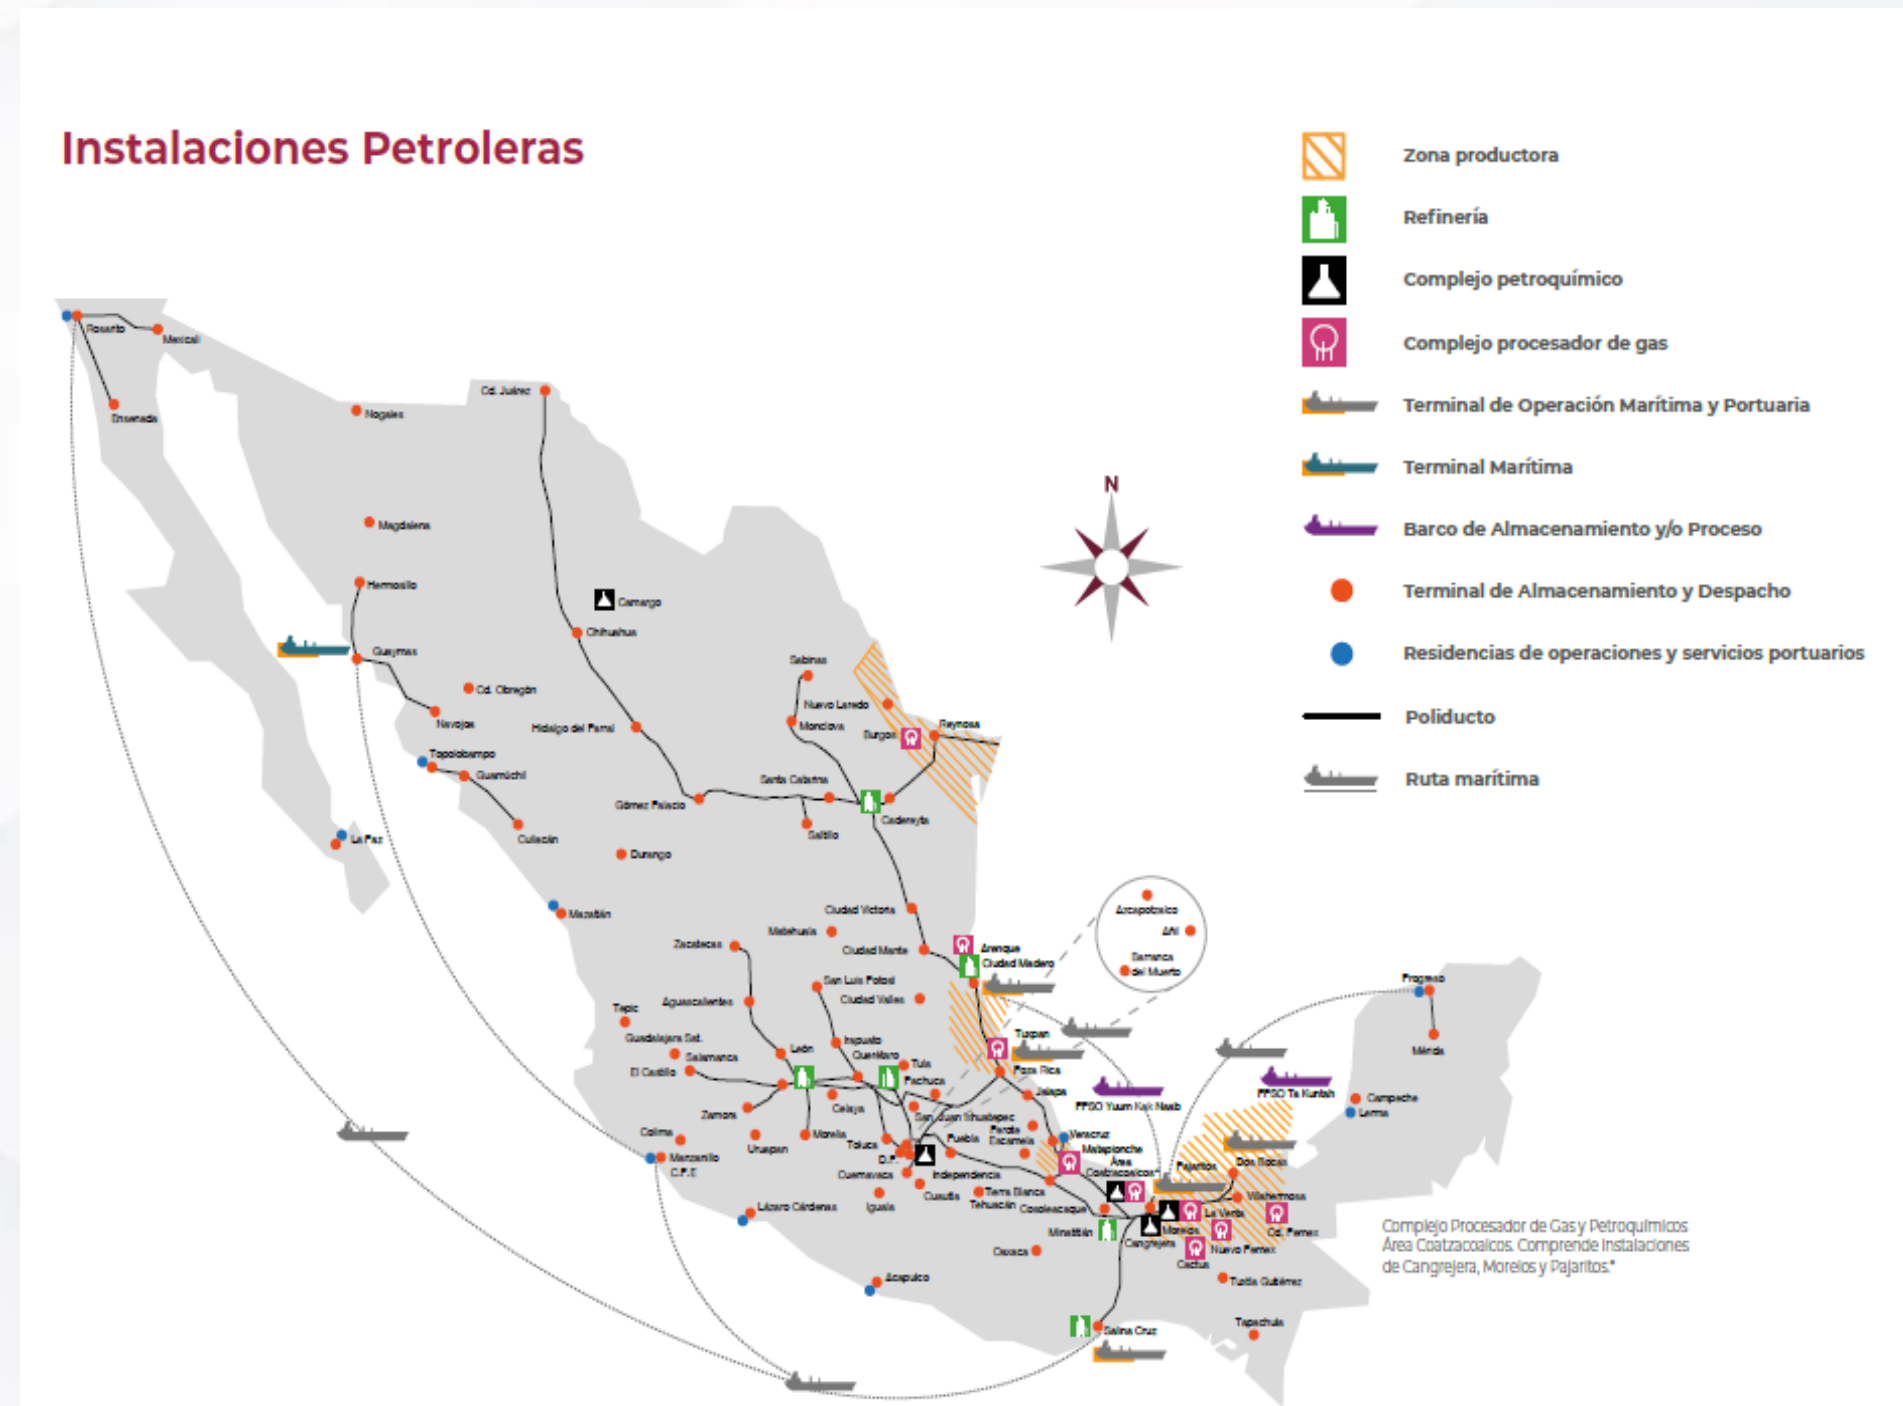 Instalaciones Petroleras
Zona productora
Refinería
Complejo petroquímico
Complejo procesador de gas
Terminal de Operación Marítima y Portuaria
Terminal Marítima
Barco de Almacenamiento y/o Proceso
Terminal de Almacenamiento y Despacho
Residencias de operaciones y servicios portuarios
Poliducto
Ruta marítima
N
Rosarito
Mexicali
Ensenada
Cd. Juárez
Nogales
Magdalena
Hermosillo
Camargo
Chihuahua
Guaymas
Cd. Obregón
Navojoa
Hidalgo del Parral
Sabinas
Nuevo Laredo
Monclova
Burgos
Reynosa
Topolobampo
Guamúchil
Santa Catarina
Gómez Palacio
Cadereyta
Saltillo
Culiacán
La Paz
Durango
Mazatlán
Ciudad Victoria
Matehuala
Zacatecas
Ciudad Mante
Arenque
Ciudad Madero
Azcapotzalco
Añil
Barranca
del Muerto
San Luis Potosí
Ciudad Valles
Aguascalientes
Tepic
Guadalajara Sat.
Salamanca
El Castillo
León
Irapuato
Querétaro
Tula
Pachuca
Tuxpan
Poza Rica
Jalapa
Progreso
Mérida
FPSO Yuum Kak Naab
FPSO Ta Kuntah
Campeche
Lerma
Zamora
Celaya
San Juan Ixhuatepec
Colima
Uruapan
Morelia
Toluca
D.F.
Puebla
Perote
Escamela
Veracruz
Matapionche
Área
Coatzacoalcos*
Manzanillo
C.F.E
Cuernavaca
Independencia
Cuautla
Iguala
Tierra Blanca
Tehuacán
Cosoleacaque
Pajaritos
Dos Bocas
Villahermosa
La Venta
Morelos
Cd. Pemex
Minatitlán
Cangrejera
Nuevo Pemex
Cactus
Lázaro Cárdenas
Oaxaca
Acapulco
Tuxtla Gutiérrez
Tapachula
Salina Cruz
Complejo Procesador de Gas y Petroquímicos
Área Coatzacoalcos. Comprende instalaciones
de Cangrejera, Morelos y Pajaritos.*